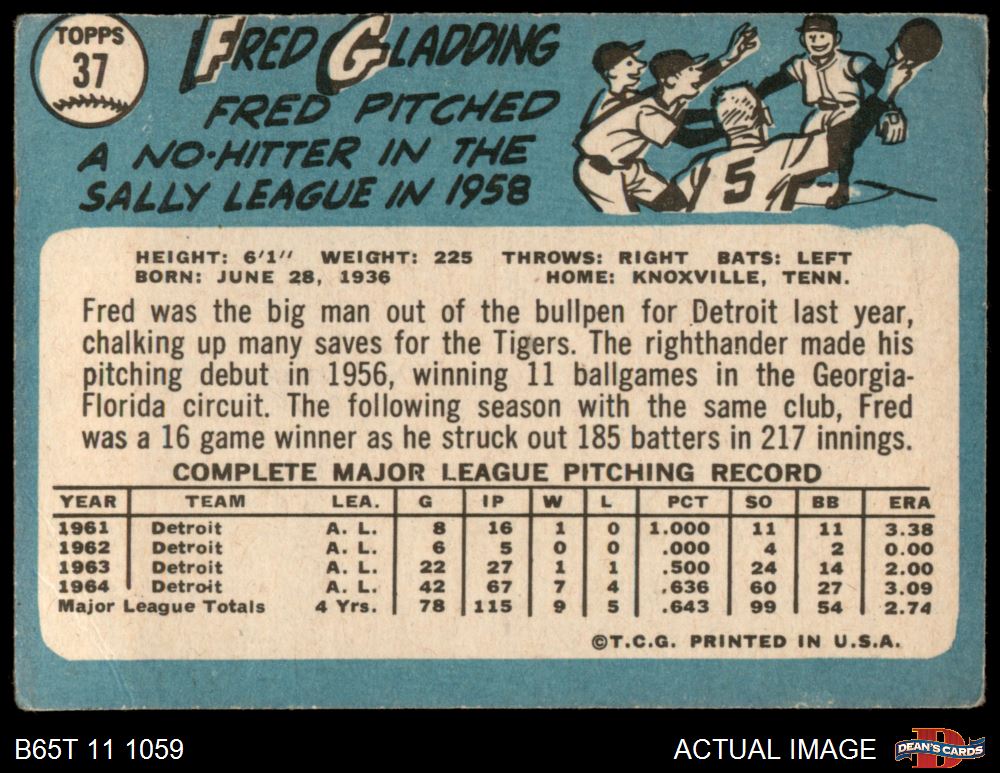 TOPPS
37
FRED GLADDING
FRED PITCHED
A NO-HITTER IN THE
SALLY LEAGUE IN 1958
5
HEIGHT: 6'1" WEIGHT: 225 THROWS: RIGHT BATS: LEFT
BORN: JUNE 28, 1936 HOME: KNOXVILLE, TENN.
Fred was the big man out of the bullpen for Detroit last year,
chalking up many saves for the Tigers. The righthander made his
pitching debut in 1956, winning 11 ballgames in the Georgia-
Florida circuit. The following season with the same club, Fred
was a 16 game winner as he struck out 185 batters in 217 innings.
COMPLETE MAJOR LEAGUE PITCHING RECORD
YEAR TEAM LEA. G IP W L PCT SO BB ERA
1961 Detroit A. L. 8 16 1 0 1.000 11 11 3.38
1962 Detroit A. L. 6 5 0 0 .000 4 2 0.00
1963 Detroit A. L. 22 27 1 1 .500 24 14 2.00
1964 Detroit A. L. 42 67 7 4 .636 60 27 3.09
Major League Totals 4 Yrs. 78 115 9 5 .643 99 54 2.74
©T.C.G. PRINTED IN U.S.A.
B65T 11 1059
ACTUAL IMAGE
D
DEAN'S CARDS